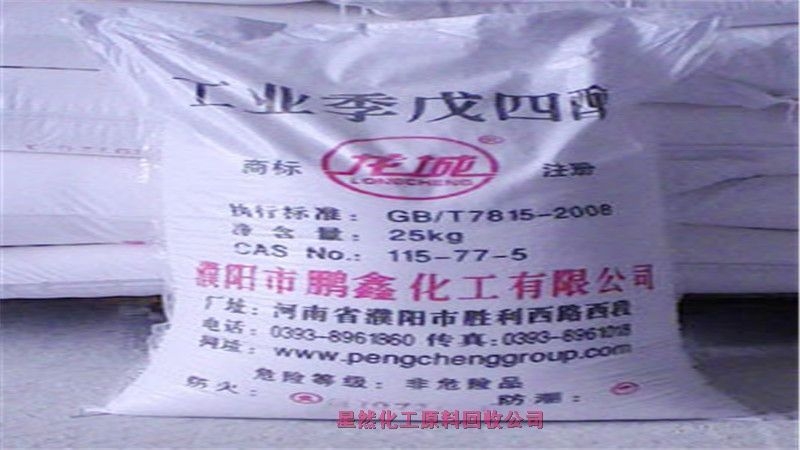 工业季戊四醇
商标 龙城 ® 注册
LONGCHENG
执行标准： GB/T7815-2008
净含量： 25kg
CAS No.: 115-77-5
濮阳市鹏鑫化工有限公司
厂址：河南省濮阳市胜利西路西段
电话：0393-8961860 传真：0393-8961018
网址：www.pengchenggroup.com
危险等级：非危险品
防火： 防潮：
星然化工原料回收公司